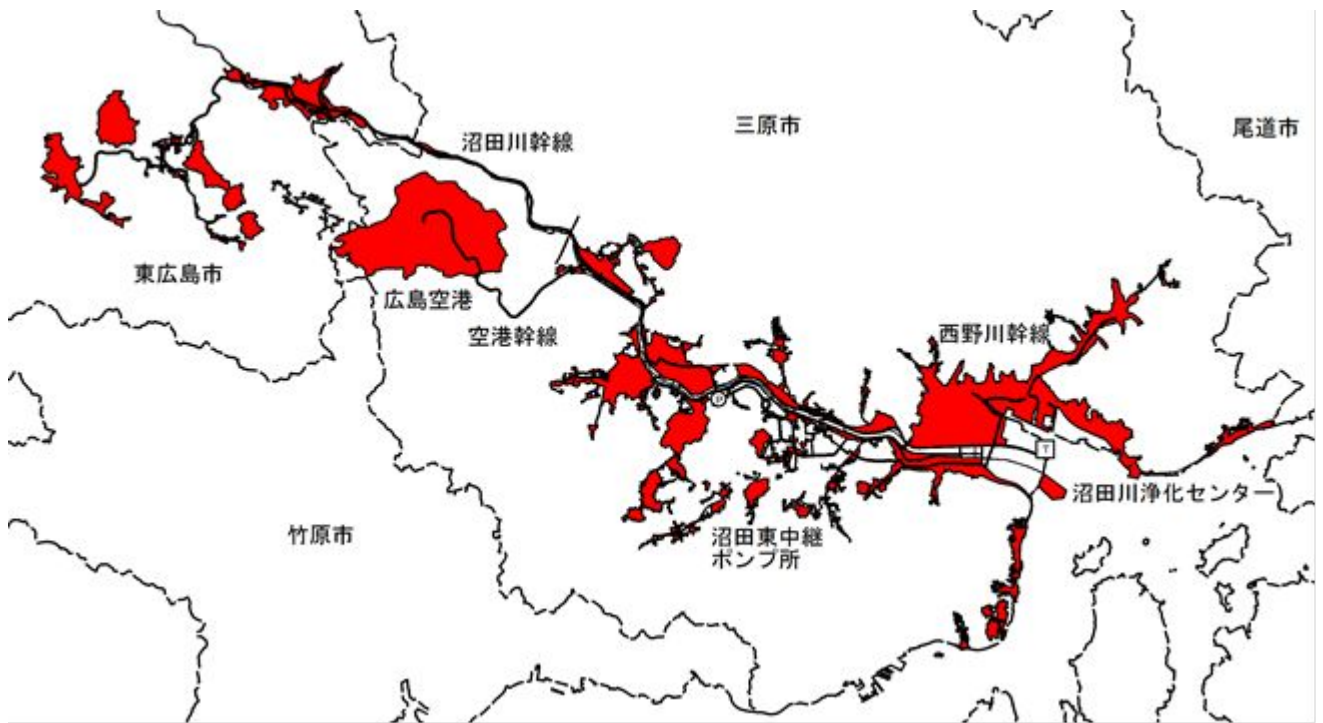 三原市
尾道市
沼田川幹線
東広島市
広島空港
空港幹線
西野川幹線
沼田川浄化センター
沼田東中継
ポンプ所
竹原市
P
T